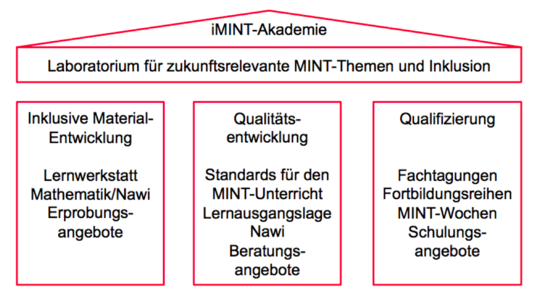 iMINT-Akademie
Laboratorium für zukunftsrelevante MINT-Themen und Inklusion
Inklusive Material-
Entwicklung
Lernwerkstatt
Mathematik/Nawi
Erprobungs-
angebote
Qualitäts-
entwicklung
Standards für den
MINT-Unterricht
Lernausgangslage
Nawi
Beratungs-
angebote
Qualifizierung
Fachtagungen
Fortbildungsreihen
MINT-Wochen
Schulungs-
angebote